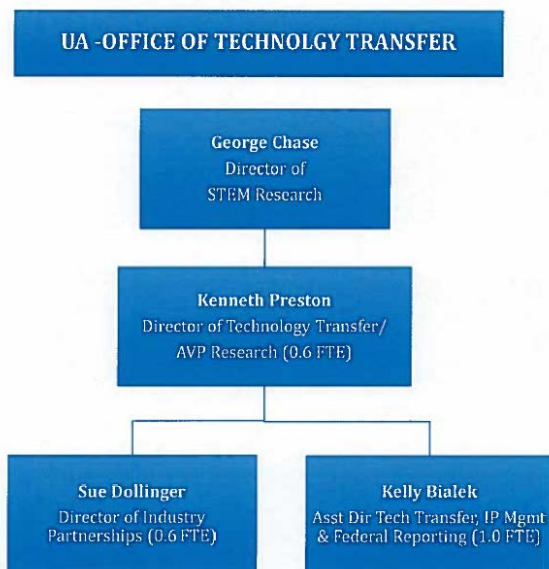 UA -OFFICE OF TECHNOLGY TRANSFER
George Chase
Director of
STEM Research
Kenneth Preston
Director of Technology Transfer/
AVP Research (0.6 FTE)
Sue Dollinger
Director of Industry
Partnerships (0.6 FTE)
Kelly Bialek
Asst Dir Tech Transfer, IP Mgmt
& Federal Reporting (1.0 FTE)